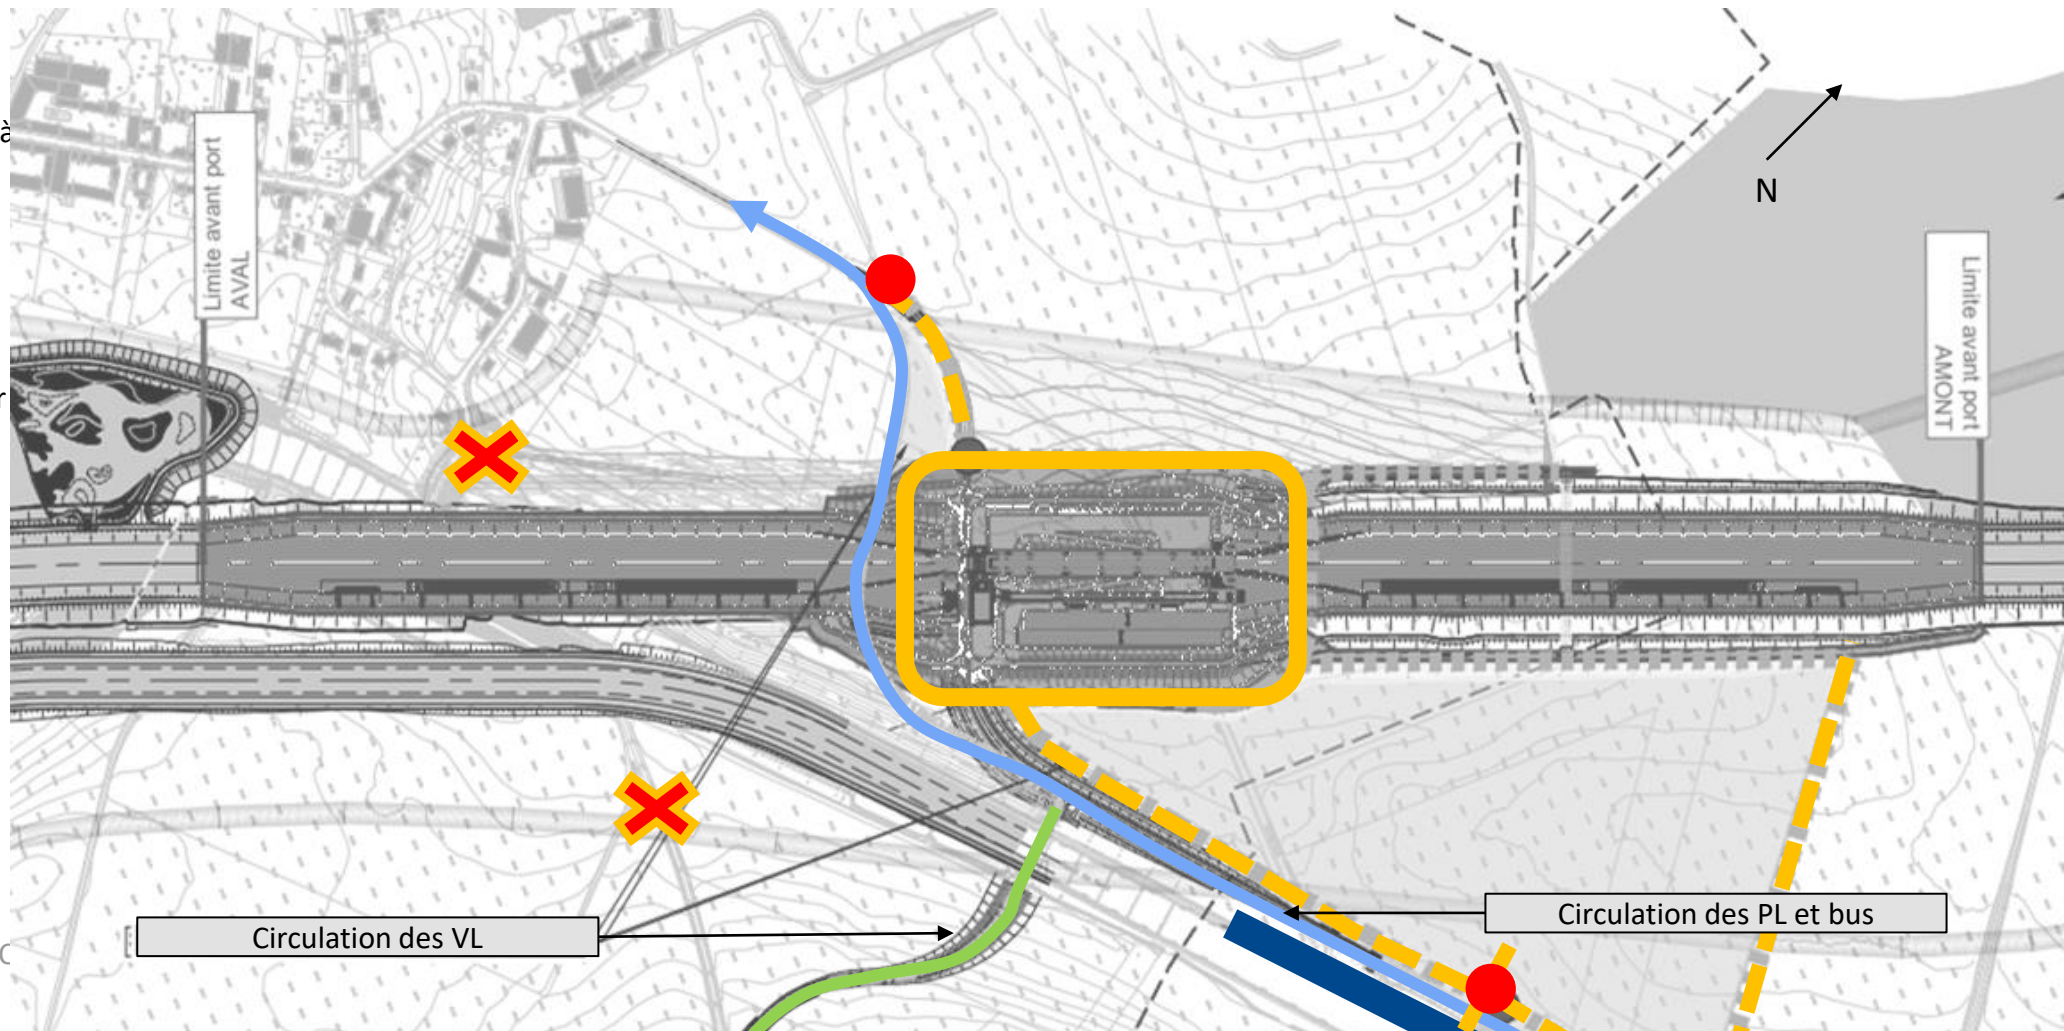 à
Limite avant port
AVAL
N
Limite avant port
AMONT
r
Circulation des PL et bus
Circulation des VL